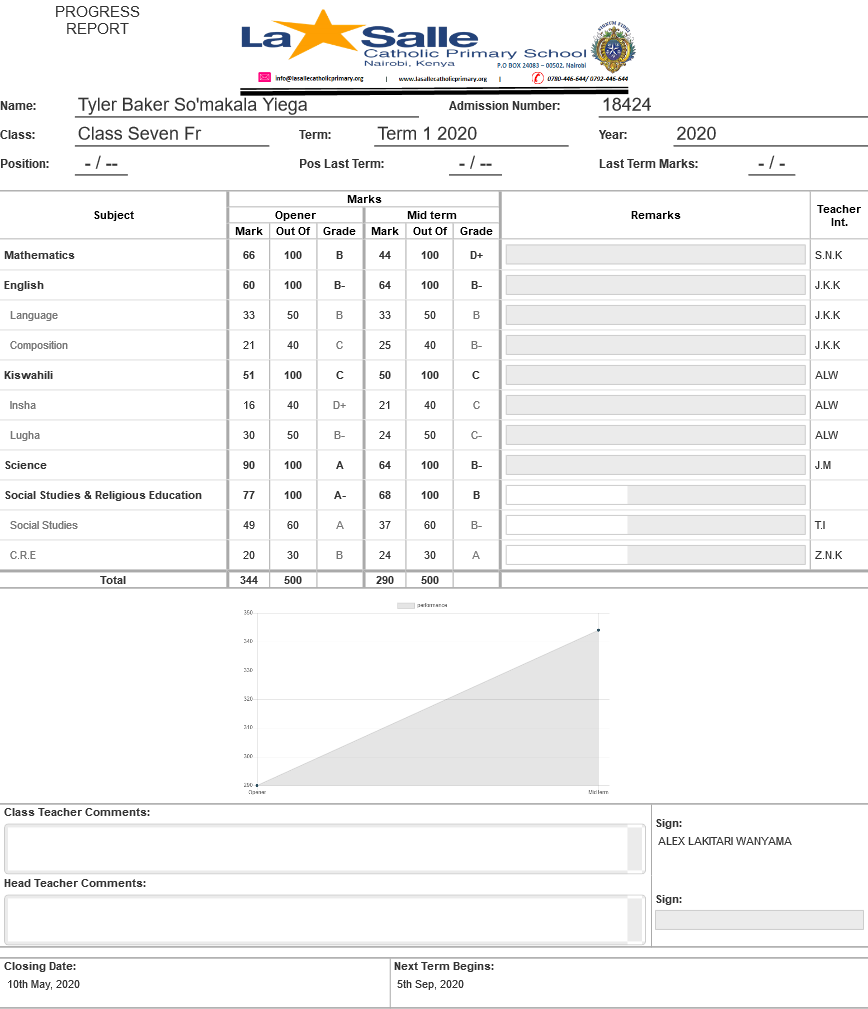 PROGRESS
REPORT
La Salle
Catholic Primary School
Nairobi, Kenya
P.O BOX 24083 – 00502, Nairobi
info@lasallecatholicprimary.org | www.lasallecatholicprimary.org | 0780-446-644/ 0792-446-644
Name: Tyler Baker So'makala Yiega Admission Number: 18424
Class: Class Seven Fr Term: Term 1 2020 Year: 2020
Position: - / -- Pos Last Term: - / -- Last Term Marks: - / -
Marks
Subject Opener Mid term Remarks Teacher Int.
Mark Out Of Grade Mark Out Of Grade
Mathematics 66 100 B 44 100 D+ S.N.K
English 60 100 B- 64 100 B- J.K.K
Language 33 50 B 33 50 B J.K.K
Composition 21 40 C 25 40 B- J.K.K
Kiswahili 51 100 C 50 100 C ALW
Insha 16 40 D+ 21 40 C ALW
Lugha 30 50 B- 24 50 C- ALW
Science 90 100 A 64 100 B- J.M
Social Studies & Religious Education 77 100 A- 68 100 B
Social Studies 49 60 A 37 60 B- T.I
C.R.E 20 30 B 24 30 A Z.N.K
Total 344 500 290 500
performance
350
340
330
320
310
300
290
Opener Mid term
Class Teacher Comments:
Sign:
ALEX LAKITARI WANYAMA
Head Teacher Comments:
Sign:
Closing Date: Next Term Begins:
10th May, 2020 5th Sep, 2020